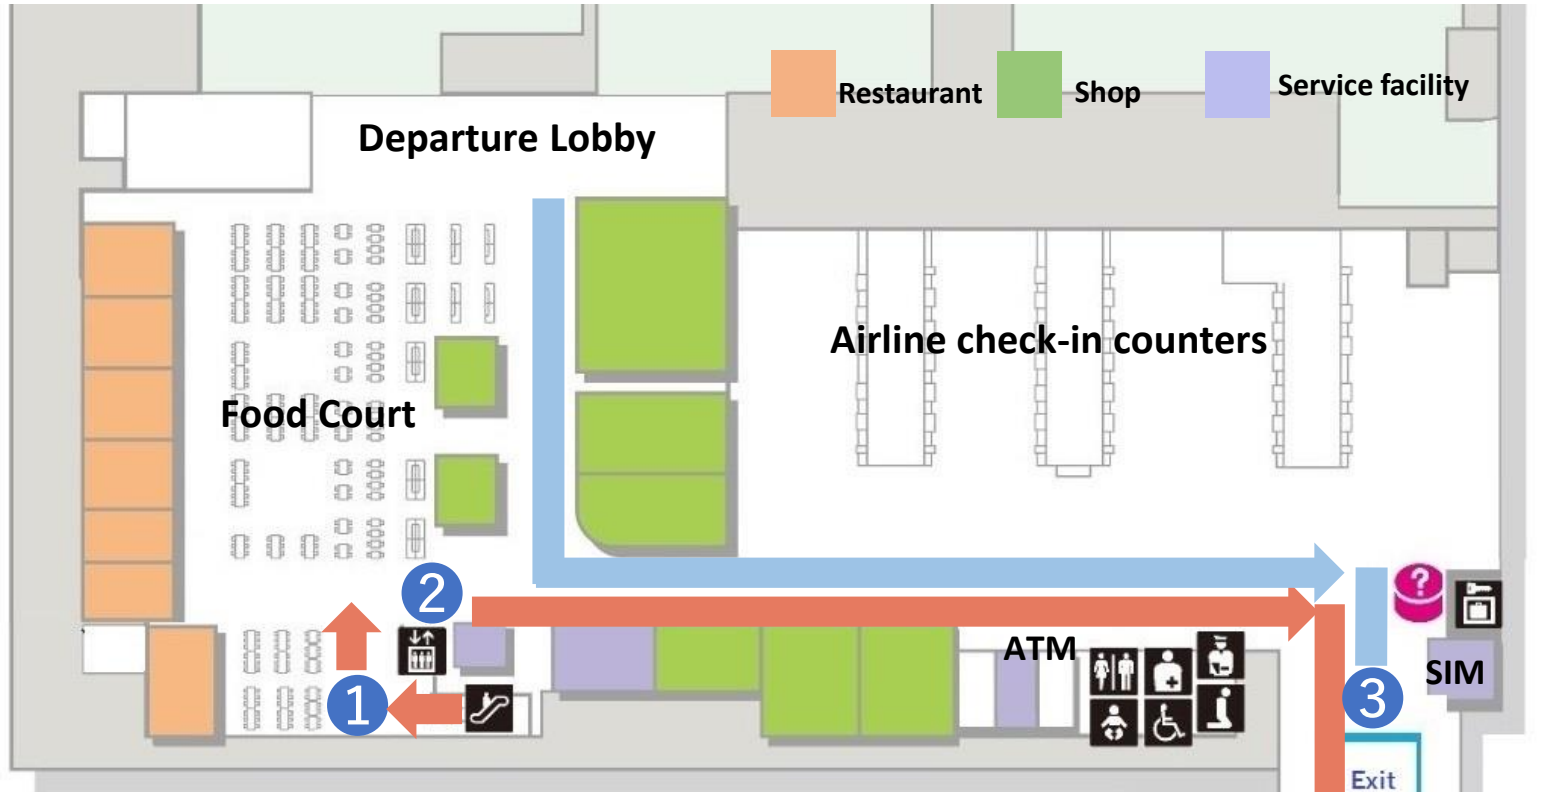 Restaurant
Shop
Service facility
Departure Lobby
Airline check-in counters
Food Court
2
?
ATM
SIM
1
3
Exit